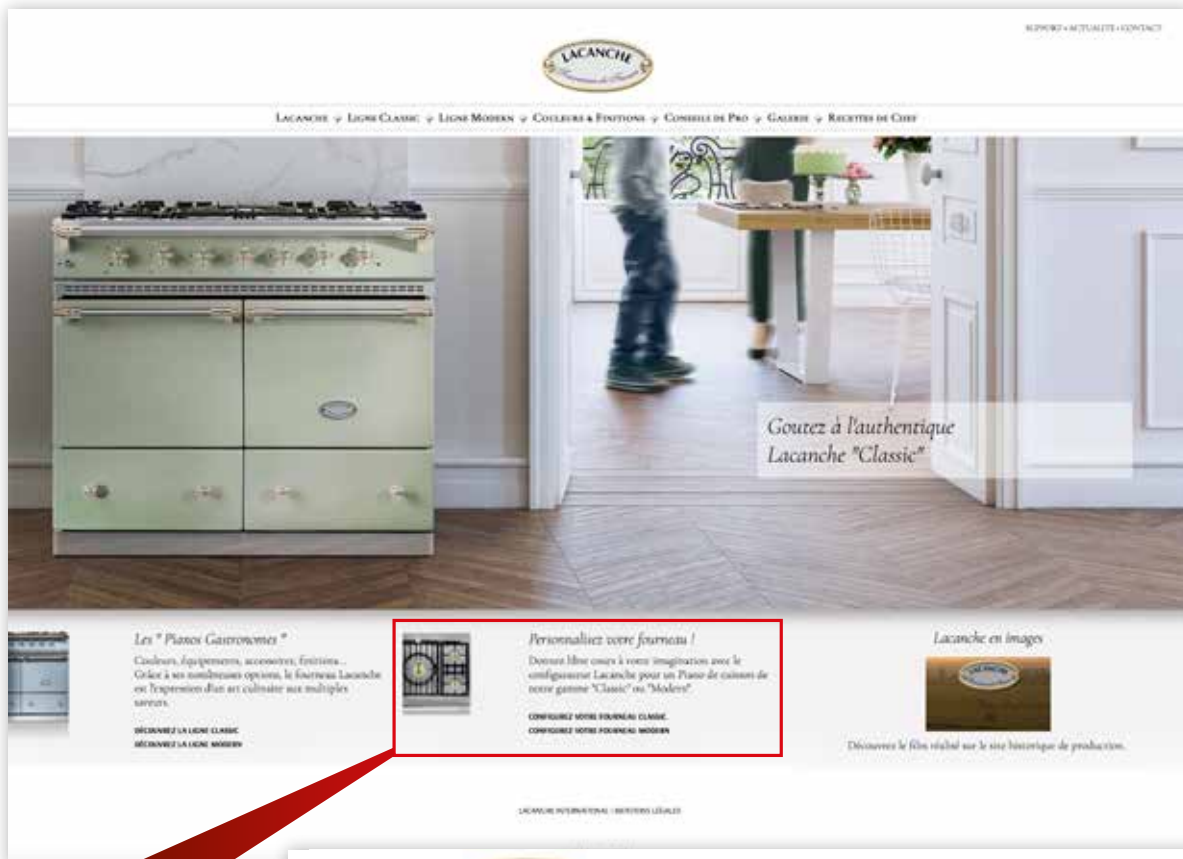 SUPPORT • ACTUALITÉ • CONTACT
LACANCHE
LACANCHE LIGNE CLASSIC LIGNE MODERN COULEURS & FINITIONS CONSEILS DE PRO GALERIE RECETTES DE CHEF
Goutez à l'authentique
Lacanche "Classic"
Les " Pianos Gastronomes "
Couleurs, équipements, accessoires, finitions...
Grâce à ses nombreuses options, le fourneau Lacanche
est l'expression d'un art culinaire aux multiples
saveurs.
DÉCOUVREZ LA LIGNE CLASSIC
DÉCOUVREZ LA LIGNE MODERN
Personnalisez votre fourneau !
Donnez libre cours à votre imagination avec le
configurateur Lacanche pour un Piano de cuisson de
notre gamme "Classic" ou "Modern".
CONFIGUREZ VOTRE FOURNEAU CLASSIC
CONFIGUREZ VOTRE FOURNEAU MODERN
Lacanche en images
LACANCHE
Découvrez le film réalisé sur le site historique de production.
LACANCHE INTERNATIONAL | MENTIONS LÉGALES